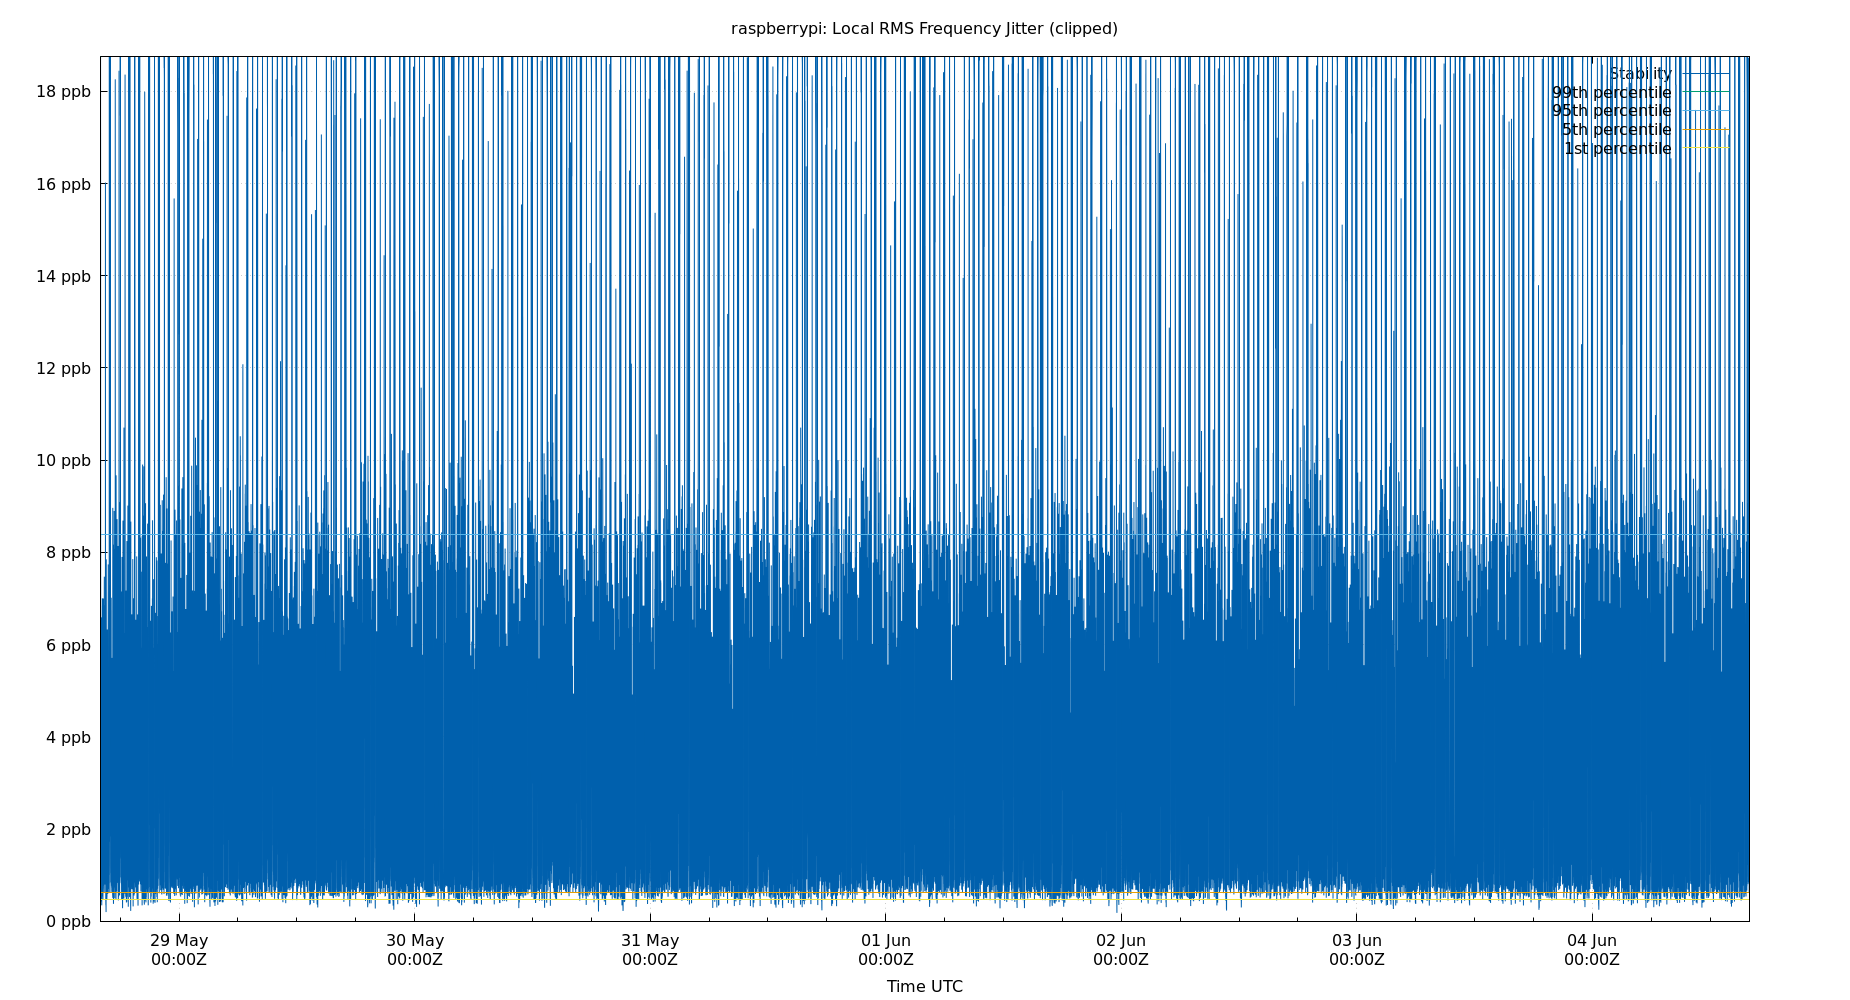 raspberrypi: Local RMS Frequency Jitter (clipped)
18 ppb
16 ppb
14 ppb
12 ppb
10 ppb
8 ppb
6 ppb
4 ppb
2 ppb
0 ppb
Stability
99th percentile
95th percentile
5th percentile
1st percentile
29 May
00:00Z
30 May
00:00Z
31 May
00:00Z
01 Jun
00:00Z
02 Jun
00:00Z
03 Jun
00:00Z
04 Jun
00:00Z
Time UTC